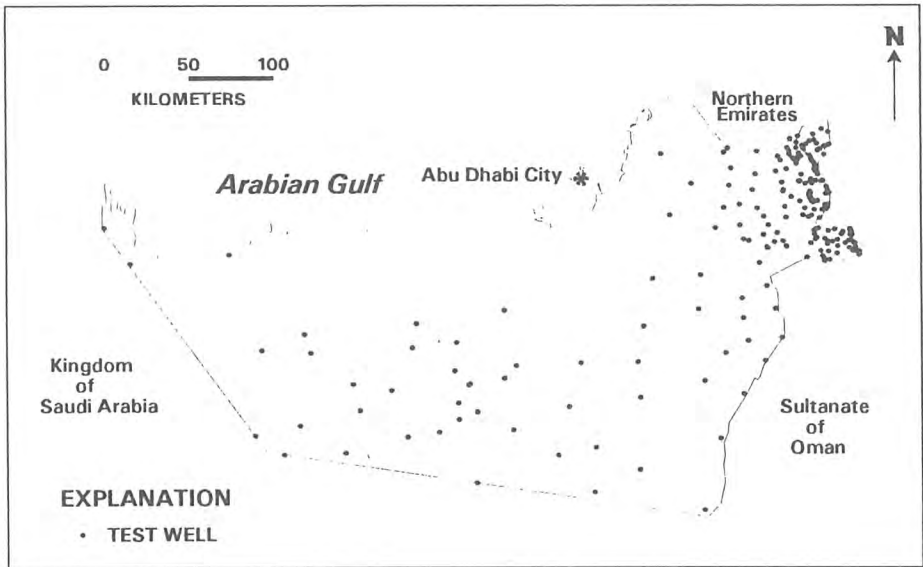 N
0 50 100
KILOMETERS
Northern
Emirates
Abu Dhabi City
Arabian Gulf
Kingdom
of
Saudi Arabia
Sultanate
of
Oman
EXPLANATION
• TEST WELL